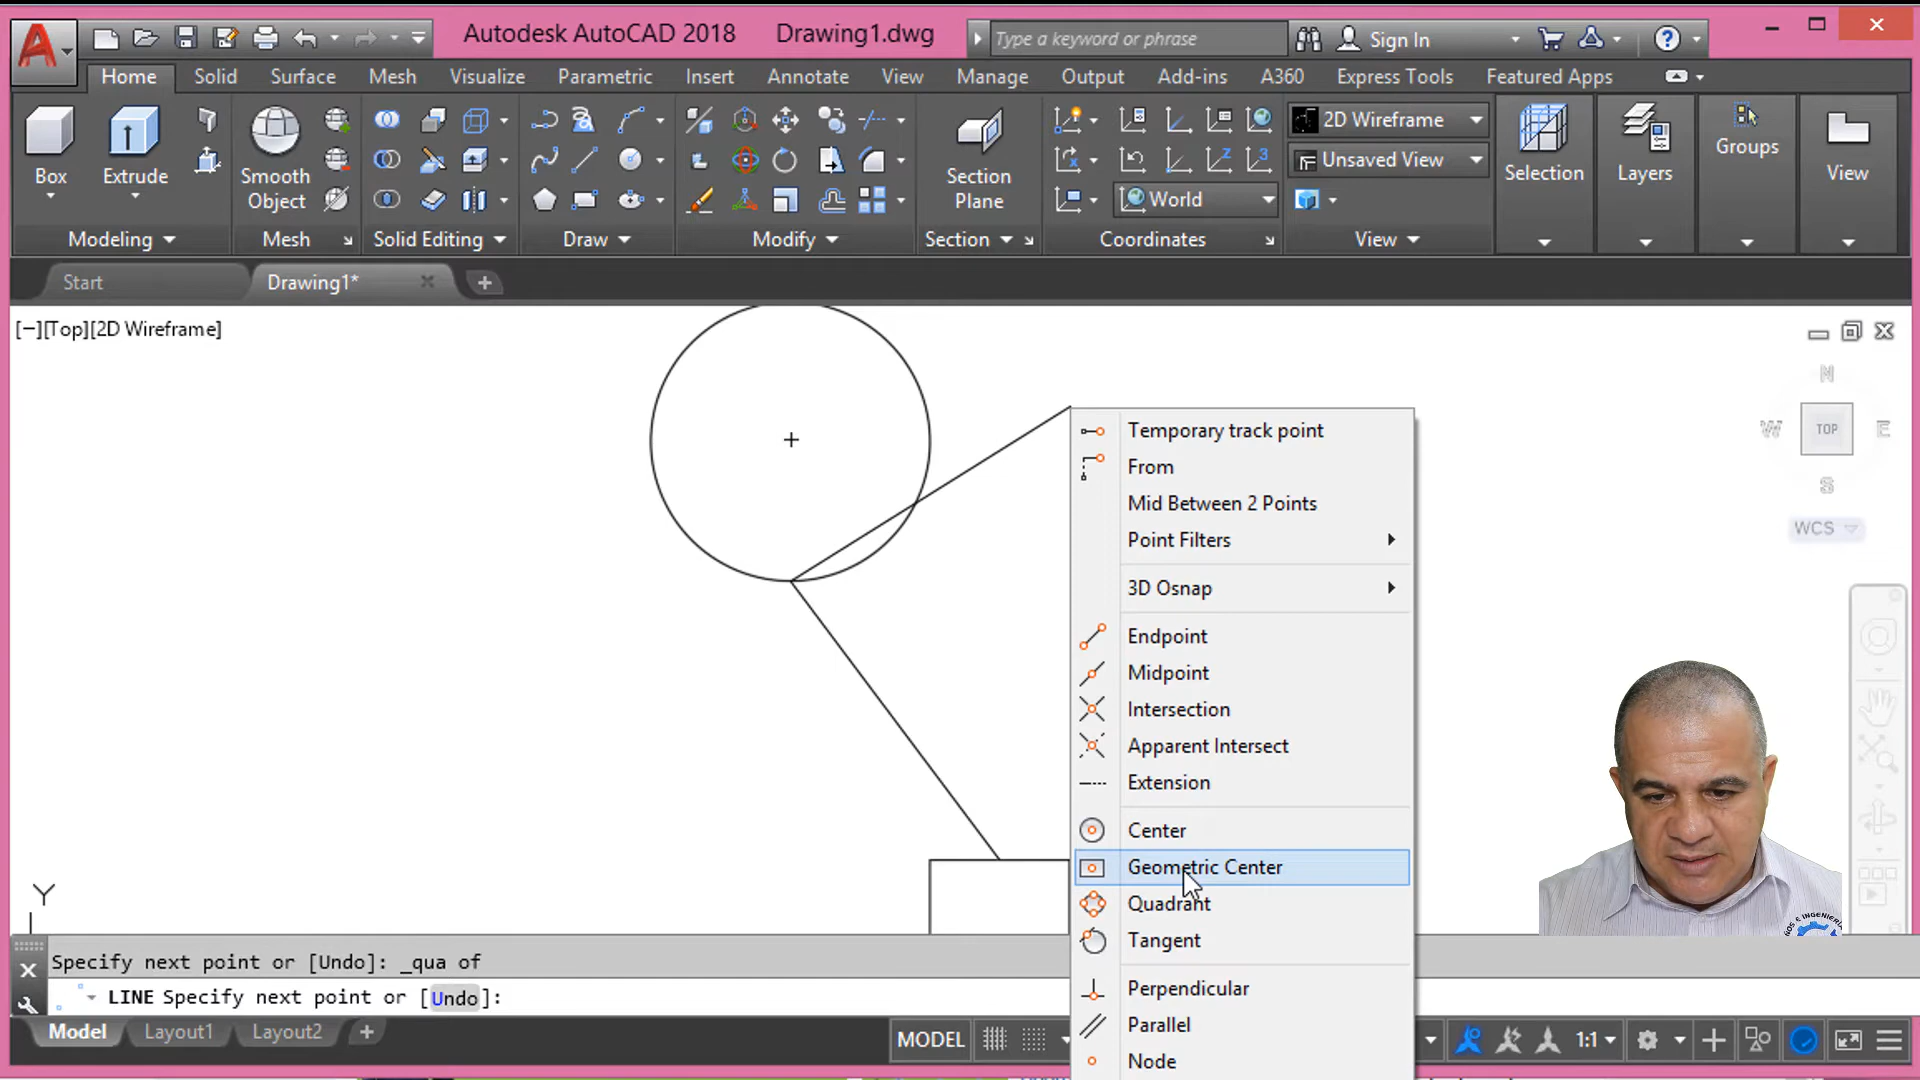 Autodesk AutoCAD 2018 Drawing1.dwg
Type a keyword or phrase
Sign In
Home Solid Surface Mesh Visualize Parametric Insert Annotate View Manage Output Add-ins A360 Express Tools Featured Apps
2D Wireframe
Unsaved View
World
Box
Extrude
Smooth
Object
Section
Plane
Selection
Layers
Groups
View
Modeling
Mesh
Solid Editing
Draw
Modify
Section
Coordinates
View
Start
Drawing1*
[−][Top][2D Wireframe]
N
W
TOP
E
S
WCS
Temporary track point
From
Mid Between 2 Points
Point Filters
3D Osnap
Endpoint
Midpoint
Intersection
Apparent Intersect
Extension
Center
Geometric Center
Quadrant
Tangent
Perpendicular
Parallel
Node
Y
Specify next point or [Undo]: _qua of
LINE Specify next point or [Undo]:
Model
Layout1
Layout2
MODEL
1:1